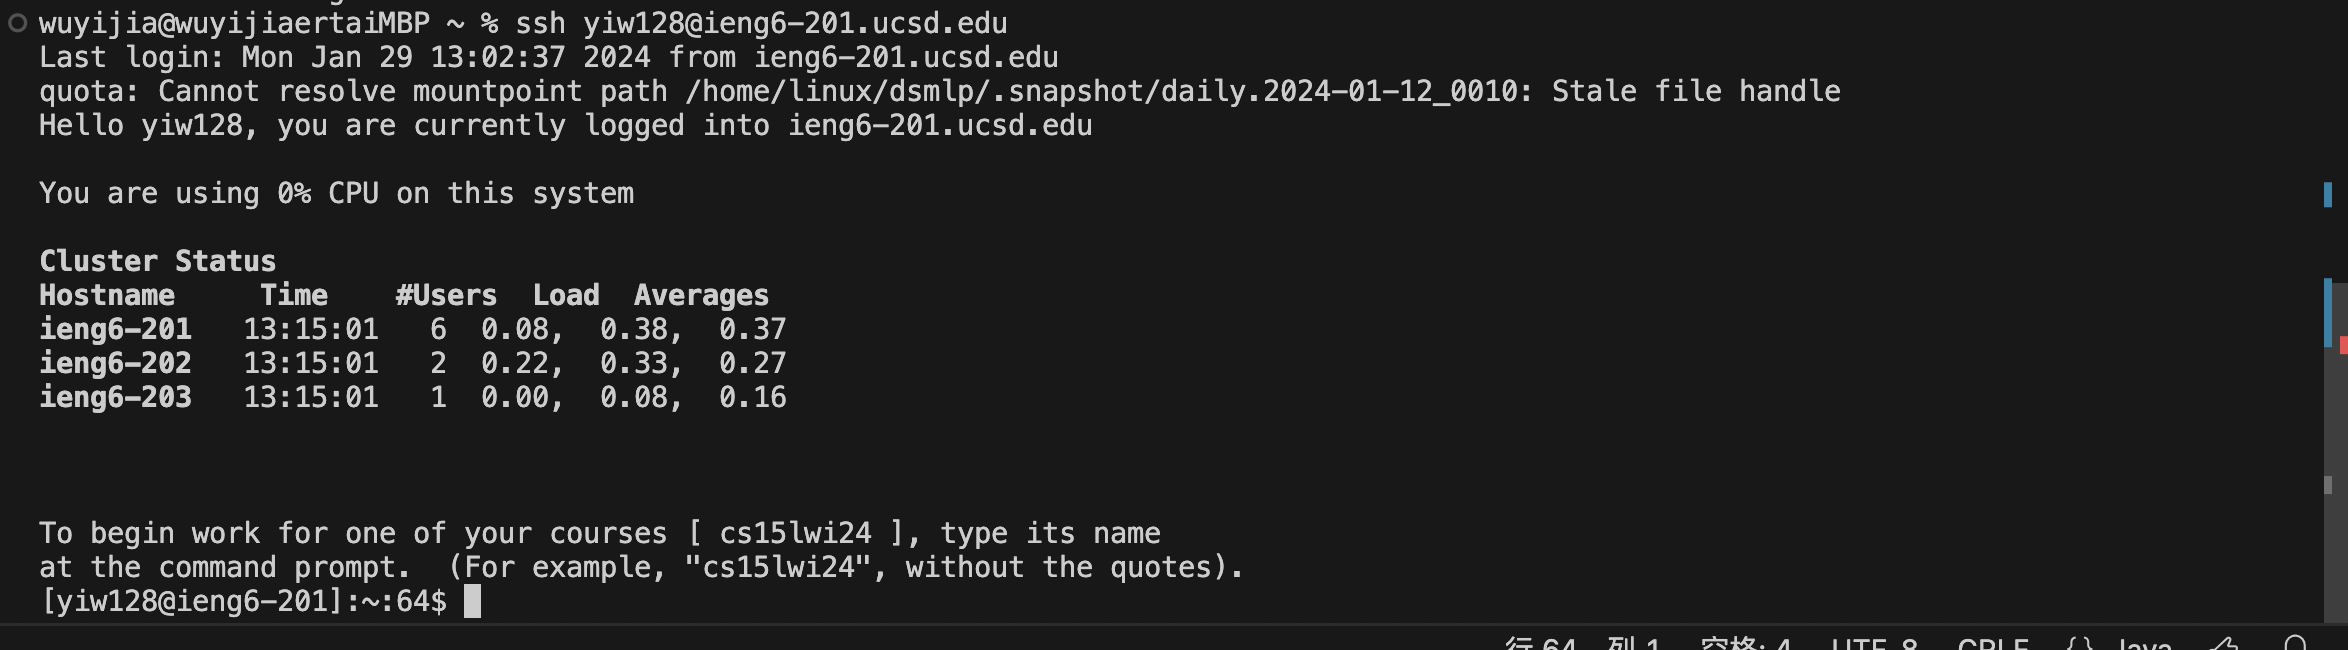 wuyijia@wuyijiaertaiMBP ~ % ssh yiw128@ieng6-201.ucsd.edu
Last login: Mon Jan 29 13:02:37 2024 from ieng6-201.ucsd.edu
quota: Cannot resolve mountpoint path /home/linux/dsmlp/.snapshot/daily.2024-01-12_0010: Stale file handle
Hello yiw128, you are currently logged into ieng6-201.ucsd.edu
You are using 0% CPU on this system
Cluster Status
Hostname     Time    #Users  Load  Averages
ieng6-201   13:15:01   6  0.08,  0.38,  0.37
ieng6-202   13:15:01   2  0.22,  0.33,  0.27
ieng6-203   13:15:01   1  0.00,  0.08,  0.16
To begin work for one of your courses [ cs15lwi24 ], type its name
at the command prompt.  (For example, "cs15lwi24", without the quotes).
[yiw128@ieng6-201]:~:64$
行 64 列 1 空格: 4 UTF-8 CRLF {} Java